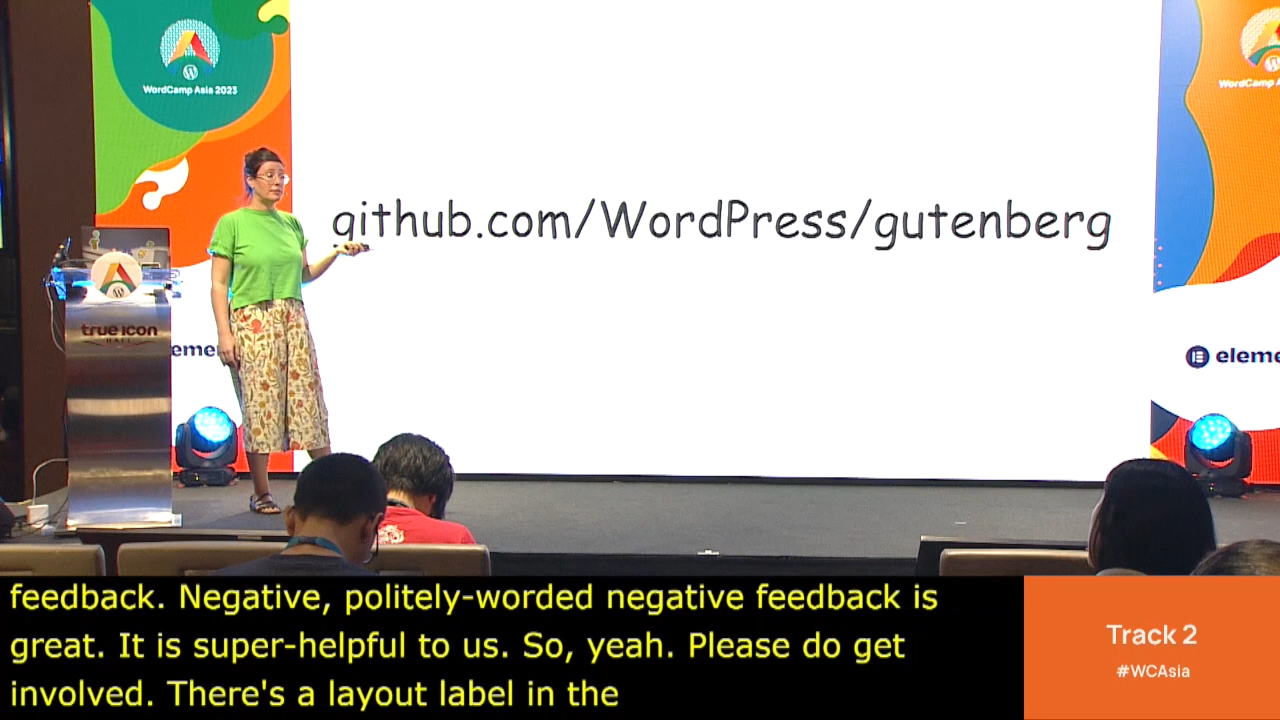 WordCamp Asia 2023
WordCamp A
github.com/WordPress/gutenberg
true icon
HALL
eleme
eleme
feedback. Negative, politely-worded negative feedback is
great. It is super-helpful to us. So, yeah. Please do get
involved. There's a layout label in the
Track 2
#WCAsia